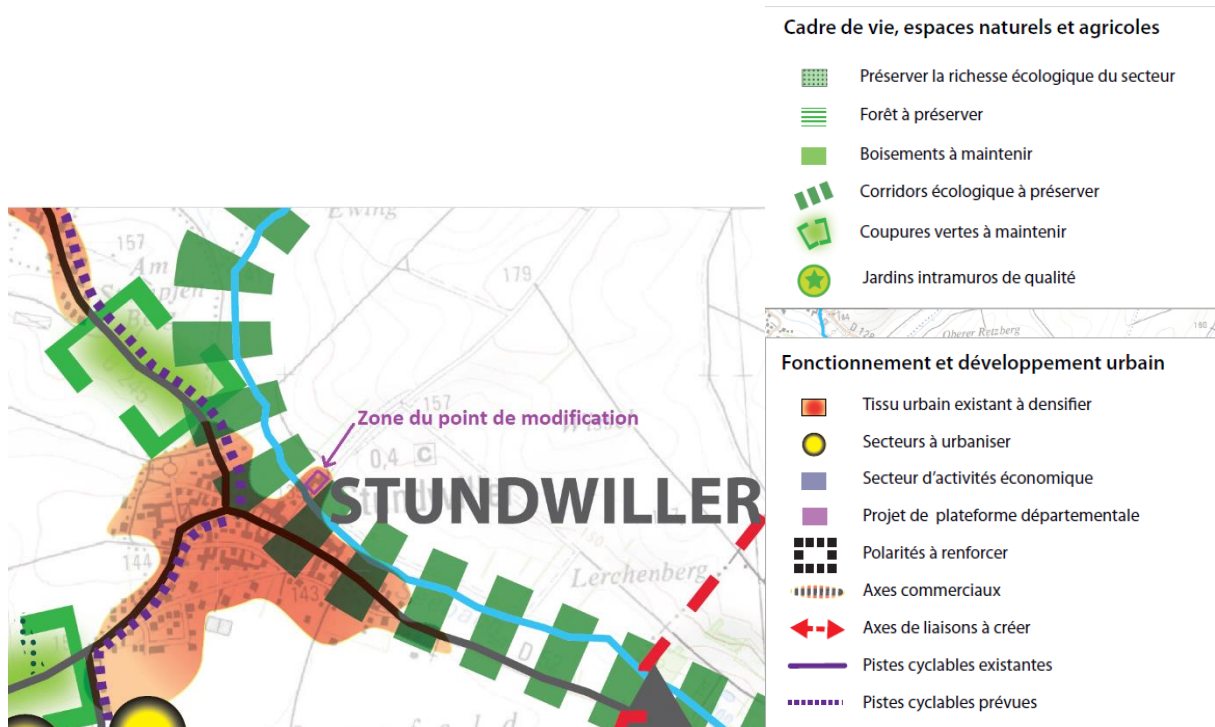 Cadre de vie, espaces naturels et agricoles
Préserver la richesse écologique du secteur
Forêt à préserver
Boisements à maintenir
Corridors écologique à préserver
Coupures vertes à maintenir
Jardins intramuros de qualité
Oberer Retzberg
Fonctionnement et développement urbain
Tissu urbain existant à densifier
Secteurs à urbaniser
Secteur d'activités économique
Projet de plateforme départementale
Polarités à renforcer
Axes commerciaux
Axes de liaisons à créer
Pistes cyclables existantes
Pistes cyclables prévues
Ewing
157
Am
179
157
Zone du point de modification
0,4 C
STUNDWILLER
144
143
Lerchenberg
D